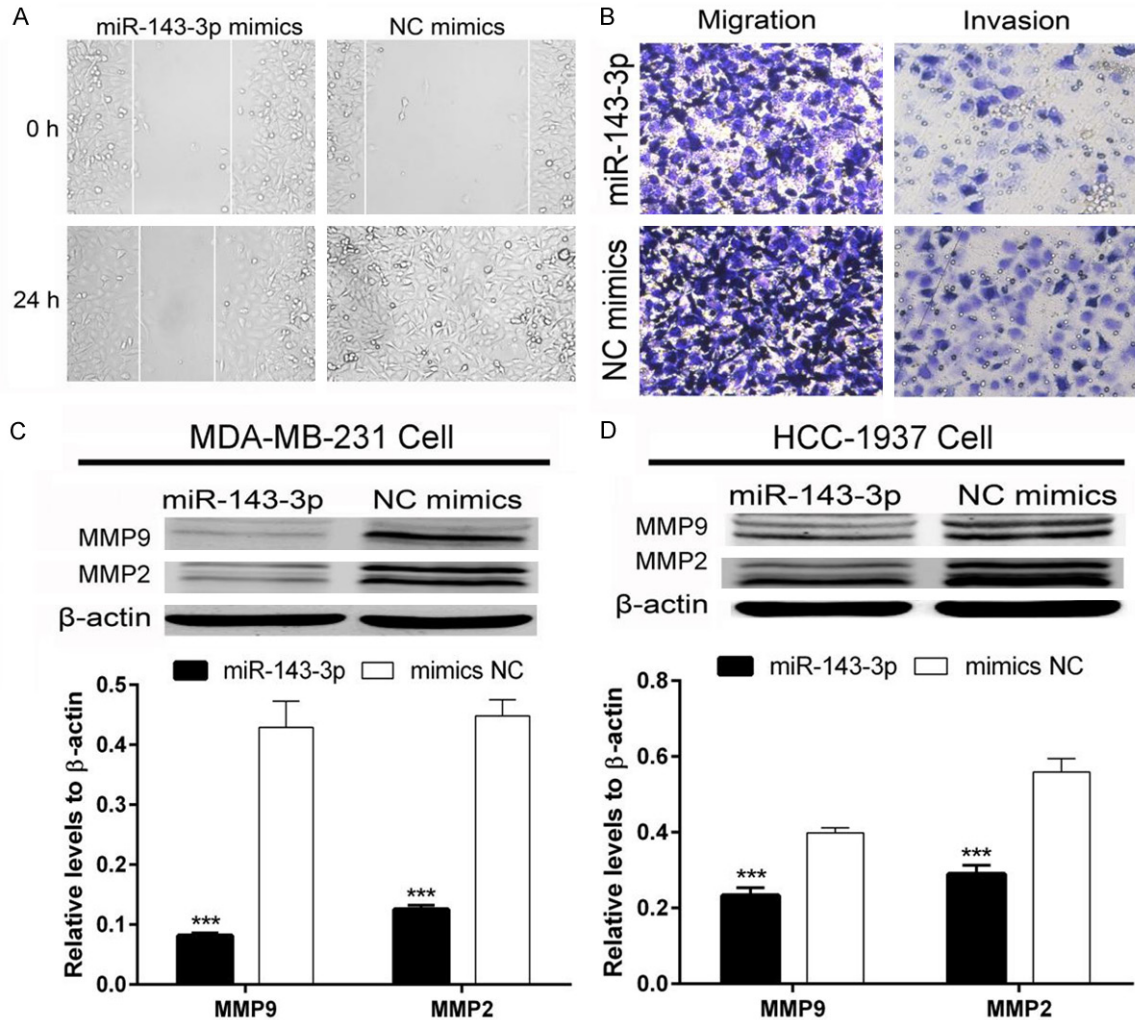 A
miR-143-3p mimics
NC mimics
0 h
24 h
B
Migration
Invasion
miR-143-3p
NC mimics
C
MDA-MB-231 Cell
miR-143-3p
NC mimics
MMP9
MMP2
β-actin
miR-143-3p
mimics NC
Relative levels to β-actin
0.5
0.4
0.3
0.2
0.1
0.0
***
***
MMP9
MMP2
D
HCC-1937 Cell
miR-143-3p
NC mimics
MMP9
MMP2
β-actin
miR-143-3p
mimics NC
Relative levels to β-actin
0.8
0.6
0.4
0.2
0.0
***
***
MMP9
MMP2